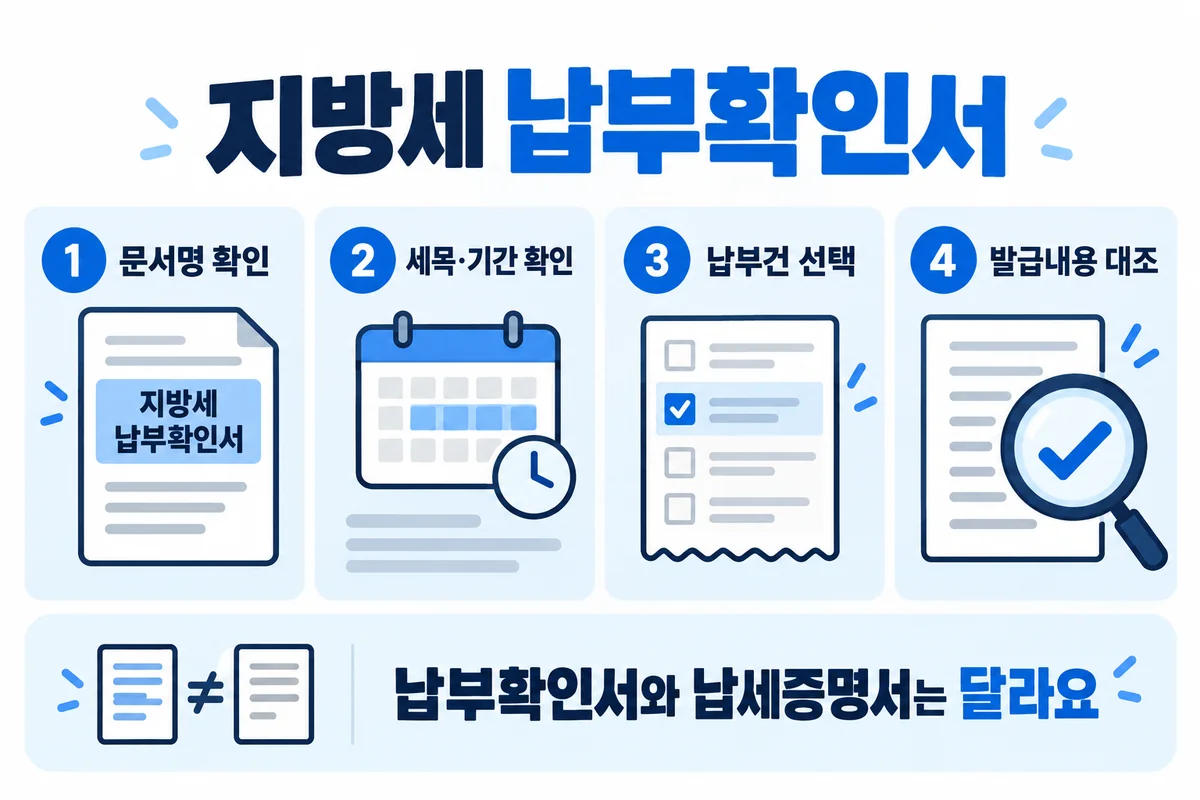 지방세 납부확인서
1 문서명 확인
지방세
납부확인서
2 세목·기간 확인
3 납부건 선택
4 발급내용 대조
≠
납부확인서와 납세증명서는 달라요